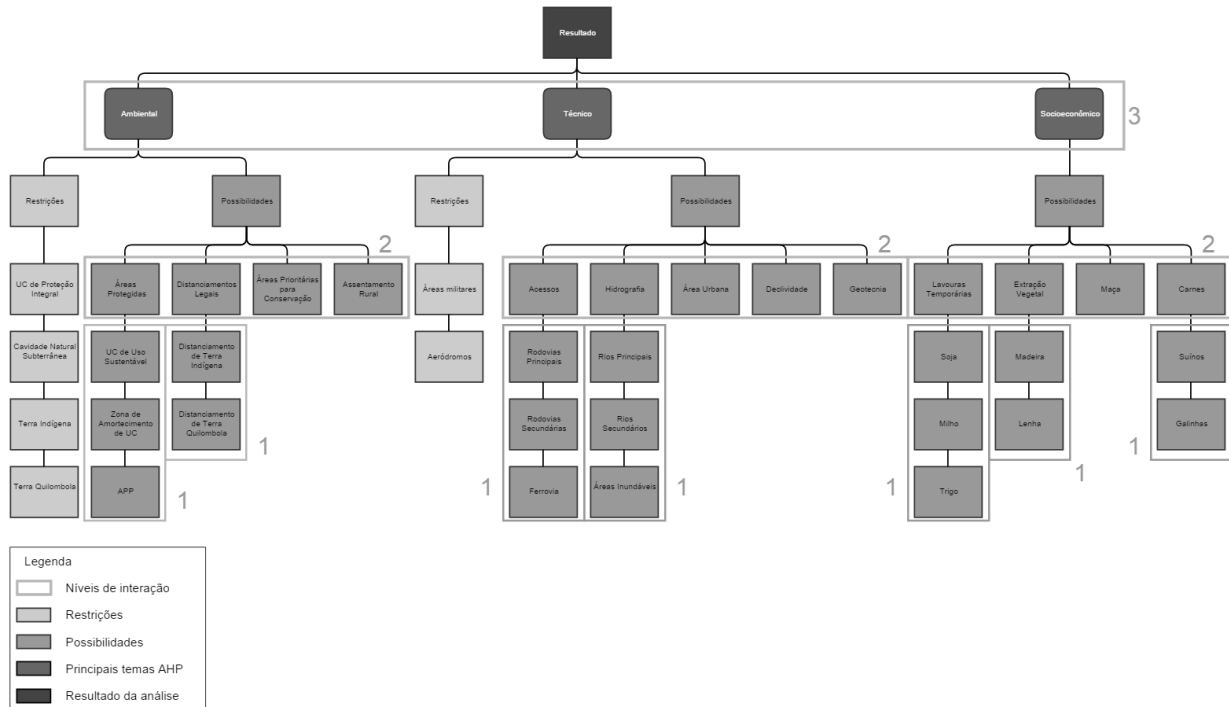 Resultado
Ambiental
Técnico
Socioeconômico
3
Restrições
Possibilidades
Restrições
Possibilidades
Possibilidades
2
2
2
UC de Proteção
Integral
Áreas
Protegidas
Distanciamentos
Legais
Áreas Prioritárias
para
Conservação
Assentamento
Rural
Áreas militares
Acessos
Hidrografia
Área Urbana
Declividade
Geotecnia
Lavouras
Temporárias
Extração
Vegetal
Maça
Carnes
Cavidade Natural
Subterrânea
UC de Uso
Sustentável
Distanciamento
de Terra
Indígena
Aeródromos
Rodovias
Principais
Rios Principais
Soja
Madeira
Suínos
Terra Indígena
Zona de
Amortecimento
de UC
Distanciamento
de Terra
Quilombola
Rodovias
Secundárias
Rios
Secundários
Milho
Lenha
Galinhas
1
1
1
Terra Quilombola
APP
1
1
Ferrovia
Áreas Inundáveis
1
1
Trigo
Legenda
Níveis de interação
Restrições
Possibilidades
Principais temas AHP
Resultado da análise